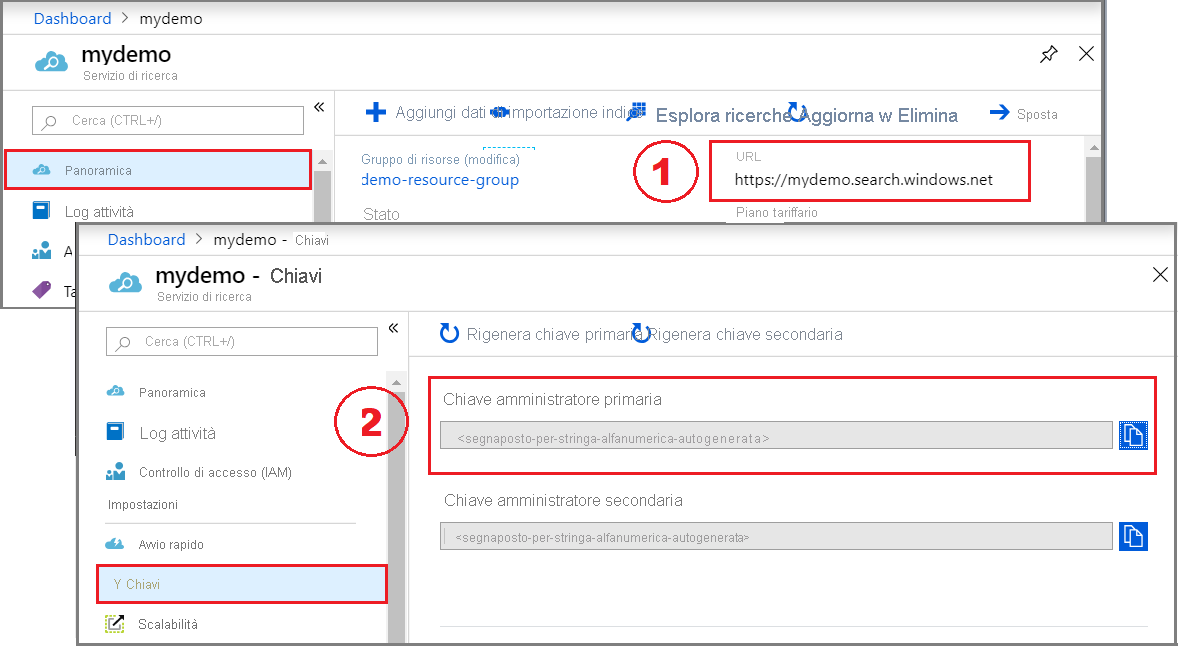 Dashboard > mydemo
mydemo
Servizio di ricerca
Cerca (CTRL+/)
«
Aggiungi dati di importazione indici
Esplora ricerche Aggiorna w Elimina
Sposta
Panoramica
Log attività
A
Ta
Gruppo di risorse (modifica)
demo-resource-group
Stato
1
URL
https://mydemo.search.windows.net
Piano tariffario
Dashboard > mydemo - Chiavi
mydemo - Chiavi
Servizio di ricerca
Cerca (CTRL+/)
«
Rigenera chiave primaria Rigenera chiave secondaria
Panoramica
Log attività
Controllo di accesso (IAM)
Impostazioni
Avvio rapido
Y Chiavi
Scalabilità
2
Chiave amministratore primaria
<segnaposto-per-stringa-alfanumerica-autogenerata>
Chiave amministratore secondaria
<segnaposto-per-stringa-alfanumerica-autogenerata>